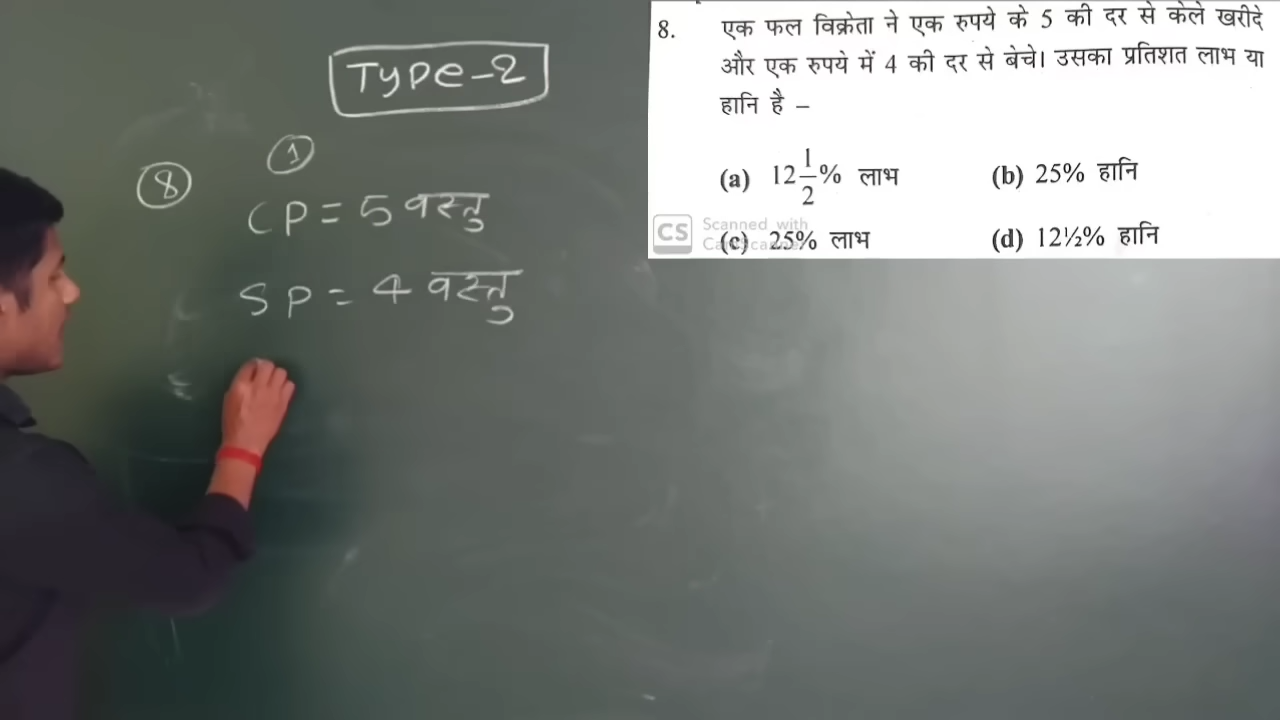 TYPe-2
⑧
①
CP = 5 वस्तु
SP = 4 वस्तु
8. एक फल विक्रेता ने एक रुपये के 5 की दर से केले खरीदे
और एक रुपये में 4 की दर से बेचे। उसका प्रतिशत लाभ या
हानि है –
(a) 12 1/2 % लाभ (b) 25% हानि
(c) 25% लाभ (d) 12½% हानि
CS Scanned with
CamScanner